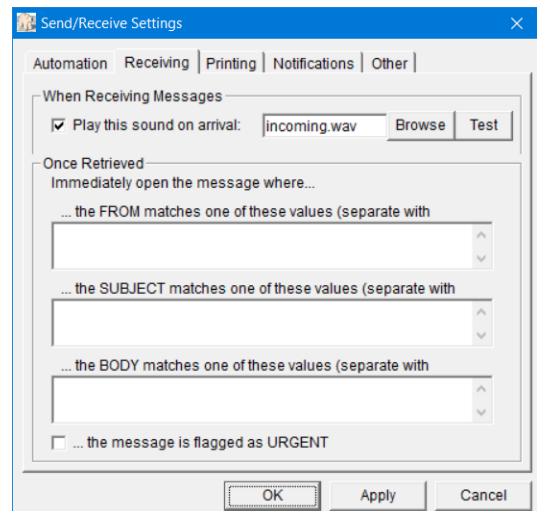 Send/Receive Settings
Automation Receiving Printing Notifications Other
When Receiving Messages
Play this sound on arrival: incoming.wav Browse Test
Once Retrieved
Immediately open the message where...
... the FROM matches one of these values (separate with
... the SUBJECT matches one of these values (separate with
... the BODY matches one of these values (separate with
... the message is flagged as URGENT
OK Apply Cancel